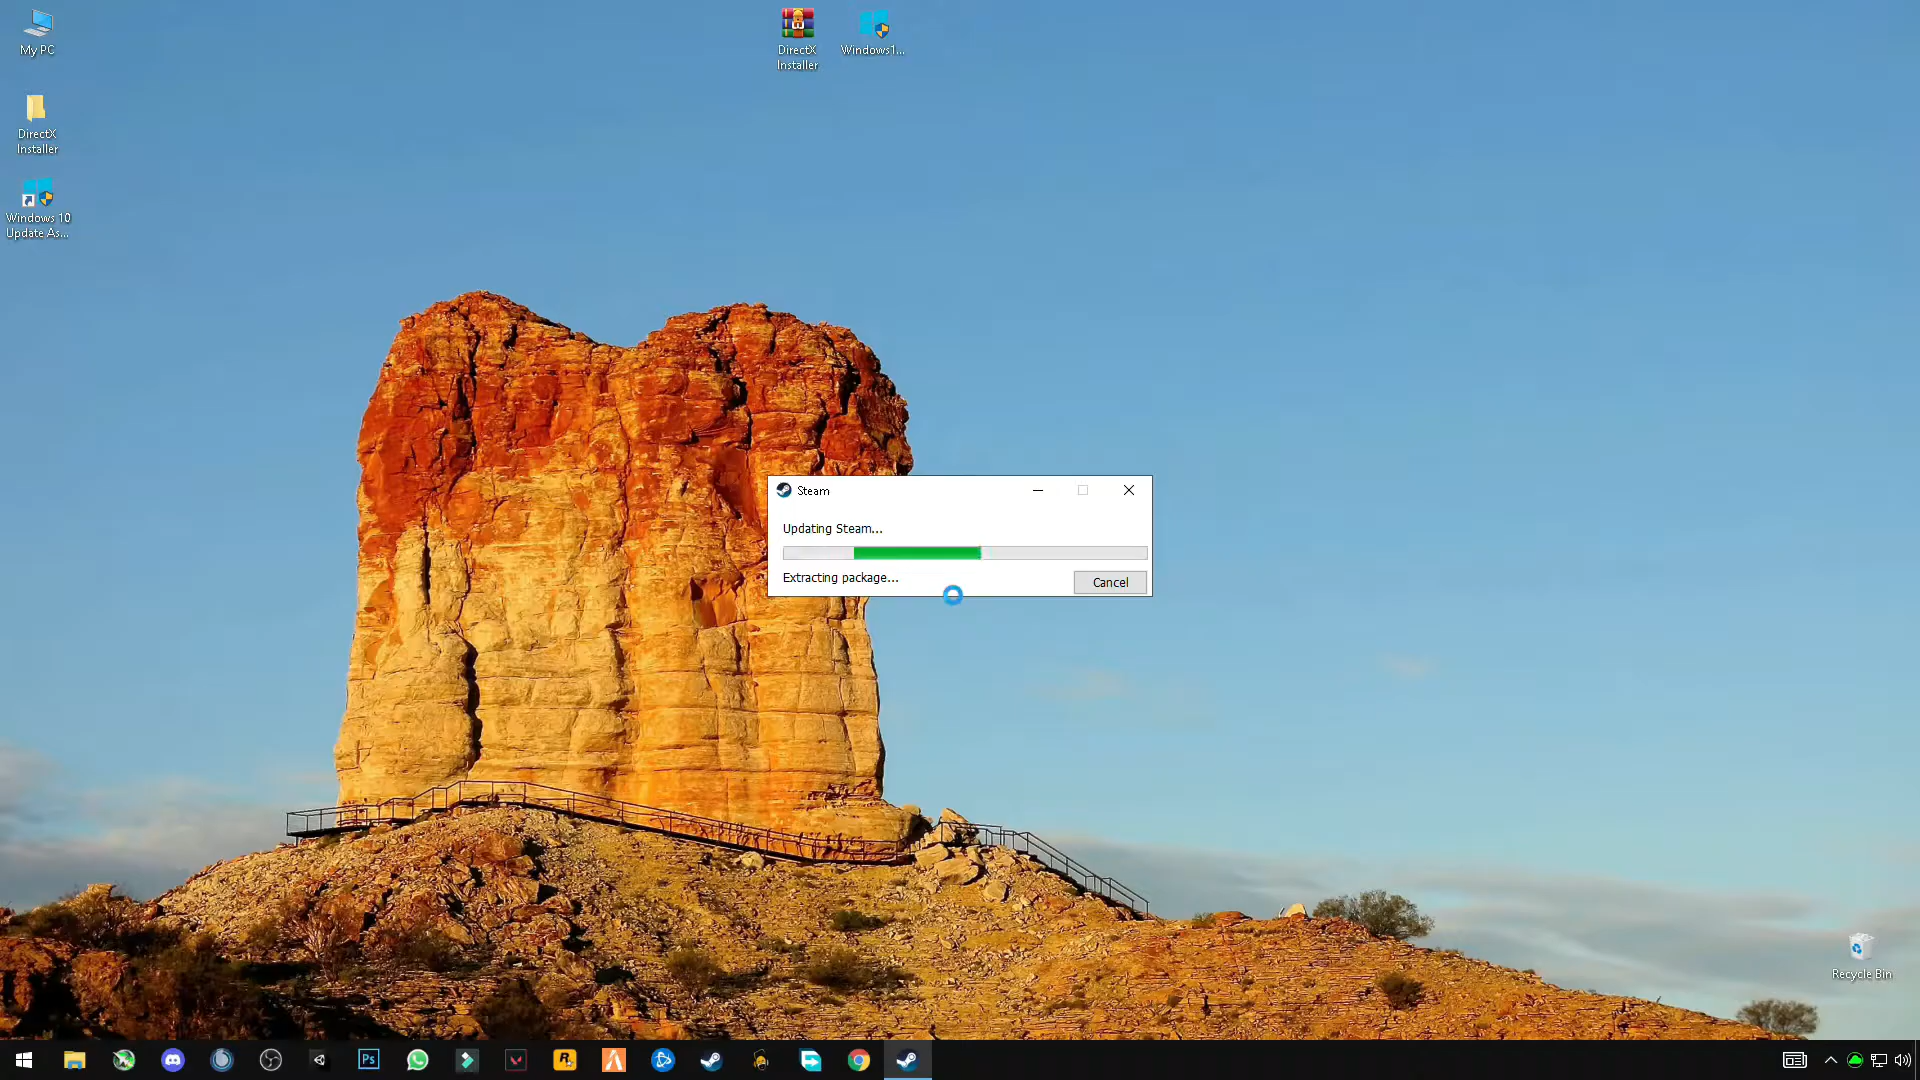 My PC
DirectX
Installer
Windows 10
Update As...
DirectX
Installer
Windows1...
Steam
Updating Steam...
Extracting package...
Cancel
Recycle Bin
Ps
R